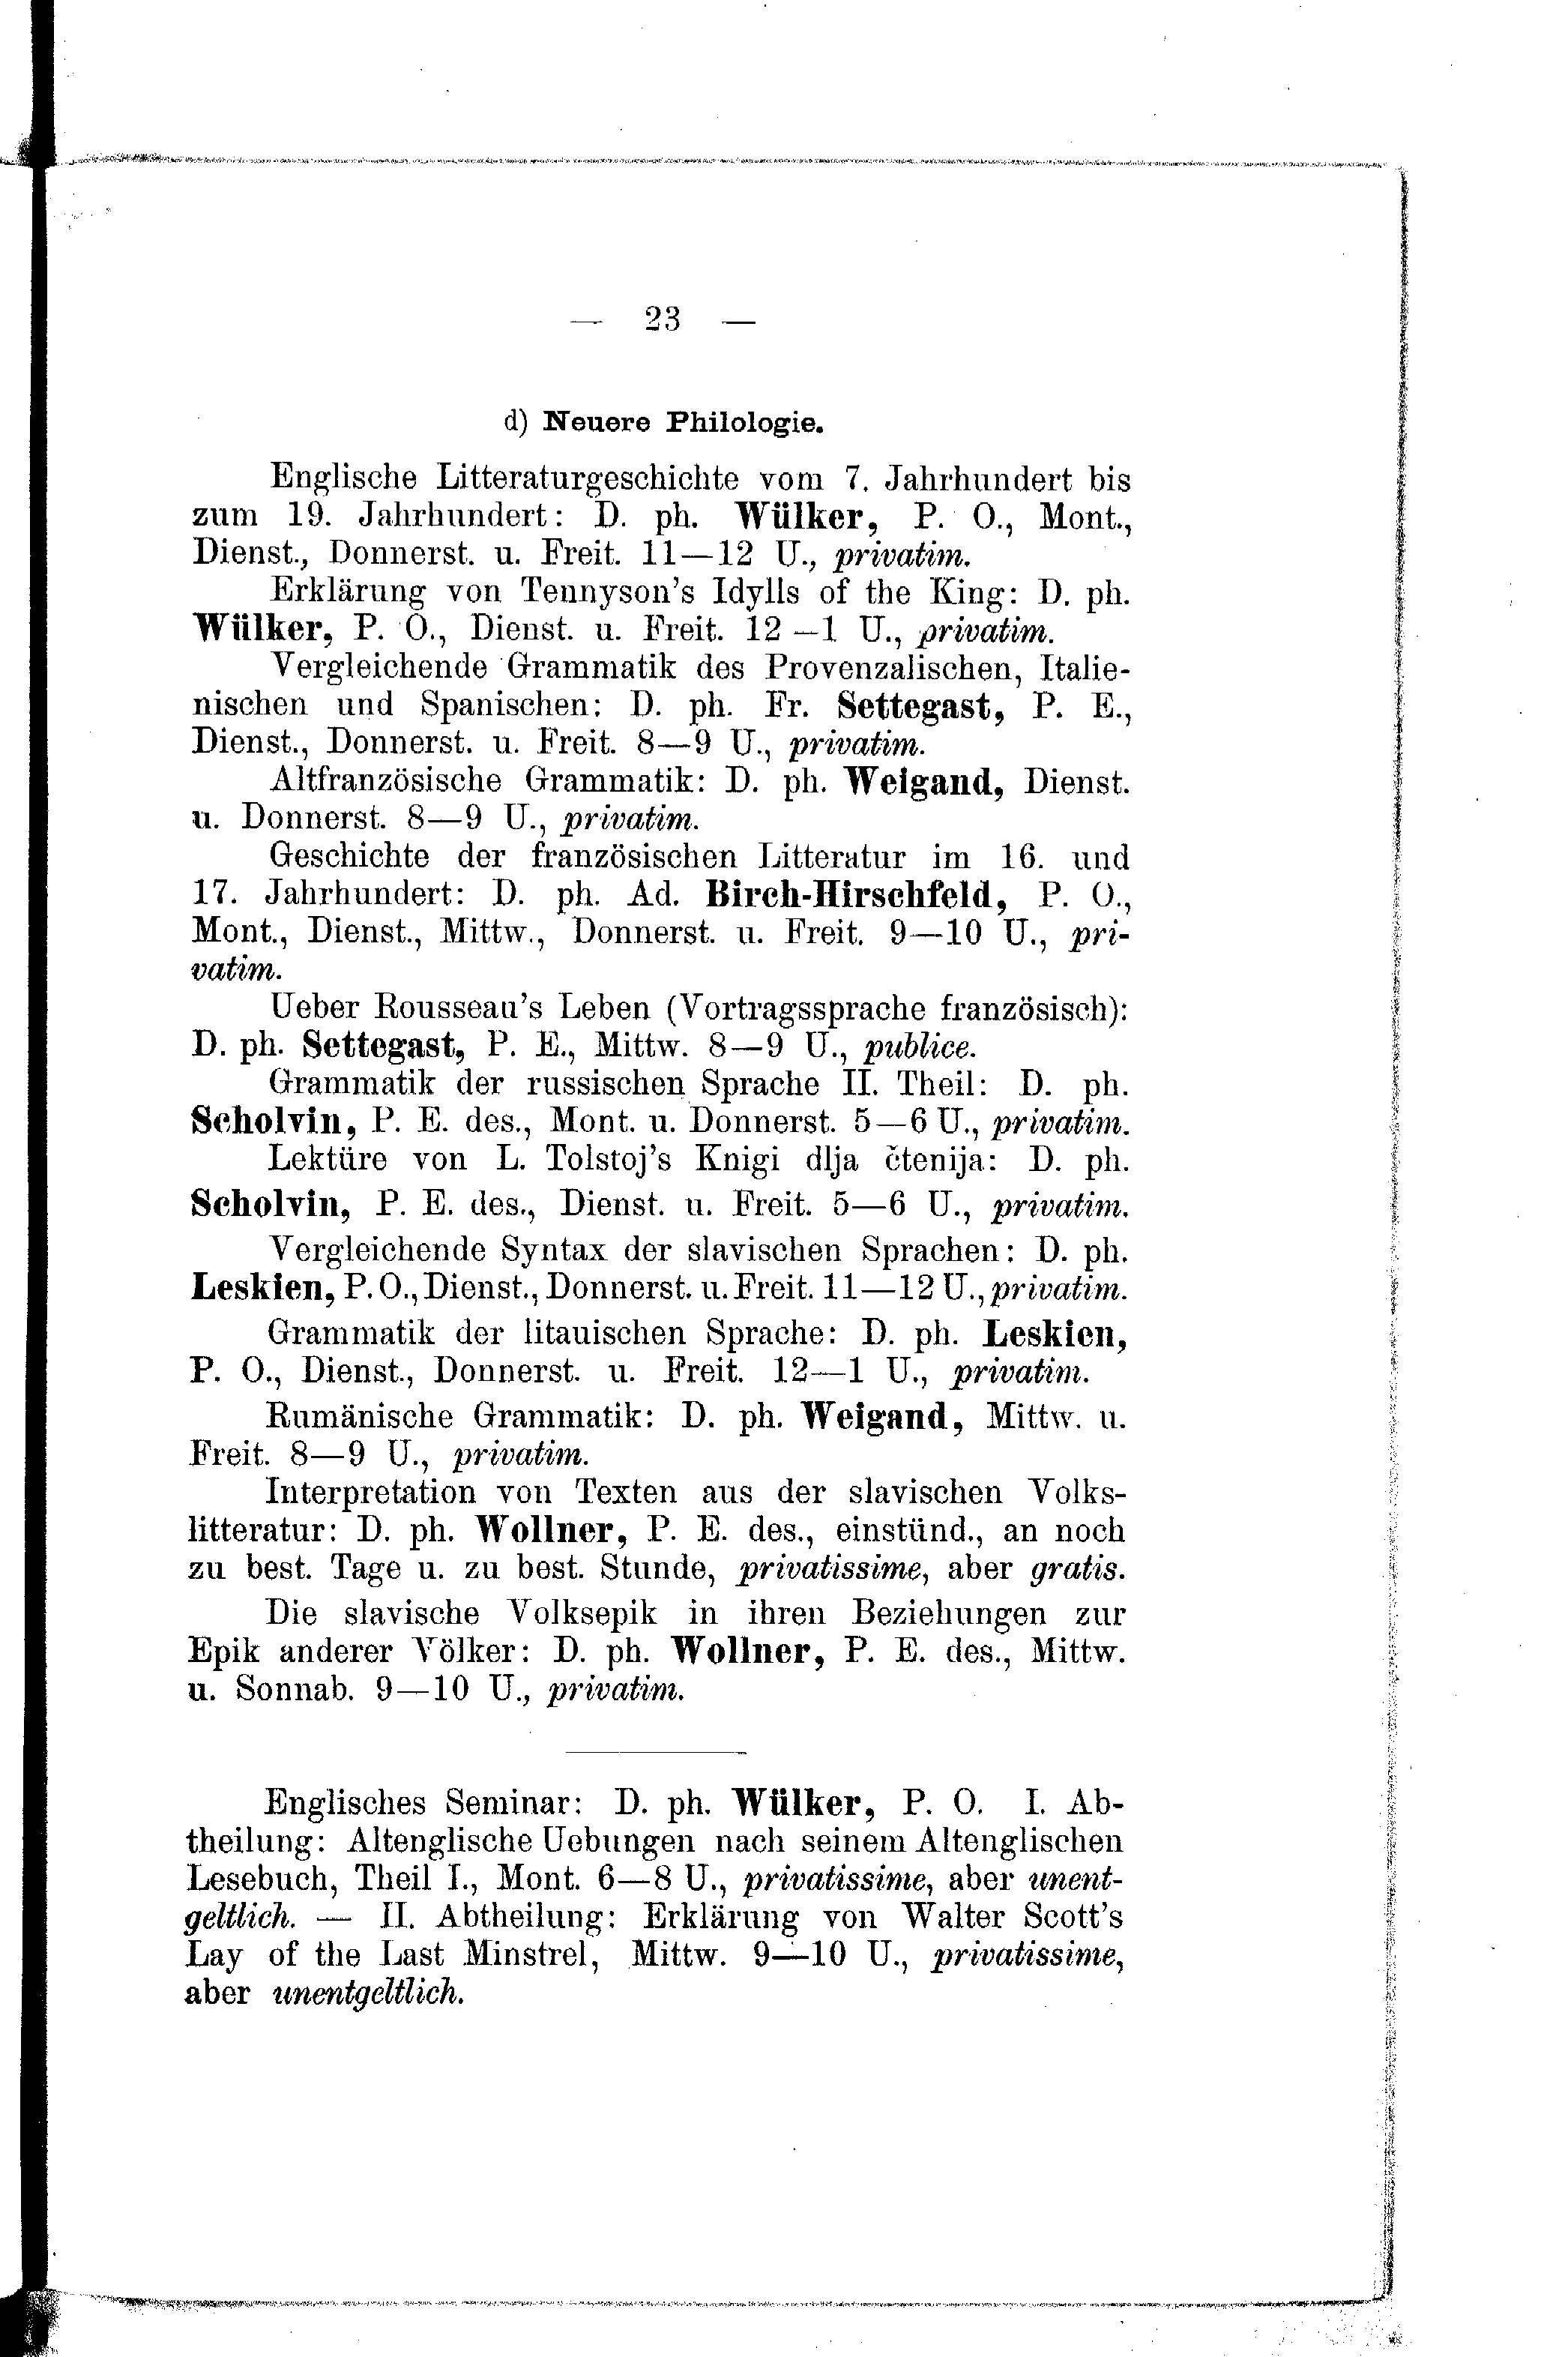 — 23 —
d) Neuere Philologie.
Englische Litteraturgeschichte vom 7. Jahrhundert bis
zum 19. Jahrhundert: D. ph. Wülker, P. O., Mont.,
Dienst., Donnerst. u. Freit. 11—12 U., privatim.
Erklärung von Tennyson's Idylls of the King: D. ph.
Wülker, P. O., Dienst. u. Freit. 12—1 U., privatim.
Vergleichende Grammatik des Provenzalischen, Italie-
nischen und Spanischen: D. ph. Fr. Settegast, P. E.,
Dienst., Donnerst. u. Freit. 8—9 U., privatim.
Altfranzösische Grammatik: D. ph. Weigand, Dienst.
u. Donnerst. 8—9 U., privatim.
Geschichte der französischen Litteratur im 16. und
17. Jahrhundert: D. ph. Ad. Birch-Hirschfeld, P. O.,
Mont., Dienst., Mittw., Donnerst. u. Freit. 9—10 U., pri-
vatim.
Ueber Rousseau's Leben (Vortragssprache französisch):
D. ph. Settegast, P. E., Mittw. 8—9 U., publice.
Grammatik der russischen Sprache II. Theil: D. ph.
Scholvin, P. E. des., Mont. u. Donnerst. 5—6 U., privatim.
Lektüre von L. Tolstoj's Knigi dlja čtenija: D. ph.
Scholvin, P. E. des., Dienst. u. Freit. 5—6 U., privatim.
Vergleichende Syntax der slavischen Sprachen: D. ph.
Leskien, P. O., Dienst., Donnerst. u. Freit. 11—12 U., privatim.
Grammatik der litauischen Sprache: D. ph. Leskien,
P. O., Dienst., Donnerst. u. Freit. 12—1 U., privatim.
Rumänische Grammatik: D. ph. Weigand, Mittw. u.
Freit. 8—9 U., privatim.
Interpretation von Texten aus der slavischen Volks-
litteratur: D. ph. Wollner, P. E. des., einstünd., an noch
zu best. Tage u. zu best. Stunde, privatissime, aber gratis.
Die slavische Volksepik in ihren Beziehungen zur
Epik anderer Völker: D. ph. Wollner, P. E. des., Mittw.
u. Sonnab. 9—10 U., privatim.
Englisches Seminar: D. ph. Wülker, P. O. I. Ab-
theilung: Altenglische Uebungen nach seinem Altenglischen
Lesebuch, Theil I., Mont. 6—8 U., privatissime, aber unent-
geltlich. — II. Abtheilung: Erklärung von Walter Scott's
Lay of the Last Minstrel, Mittw. 9—10 U., privatissime,
aber unentgeltlich.